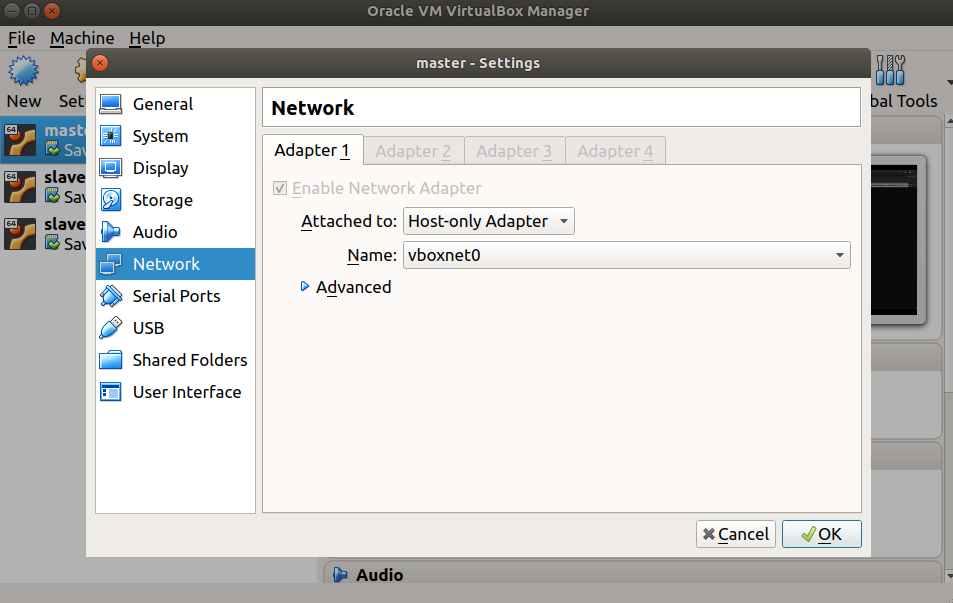 Oracle VM VirtualBox Manager
File Machine Help
master - Settings
New
Set
bal Tools
64
mast
Sav
64
slave
Sav
64
slave
Sav
General
System
Display
Storage
Audio
Network
Serial Ports
USB
Shared Folders
User Interface
Network
Adapter 1 Adapter 2 Adapter 3 Adapter 4
Enable Network Adapter
Attached to: Host-only Adapter
Name: vboxnet0
Advanced
Cancel OK
Audio